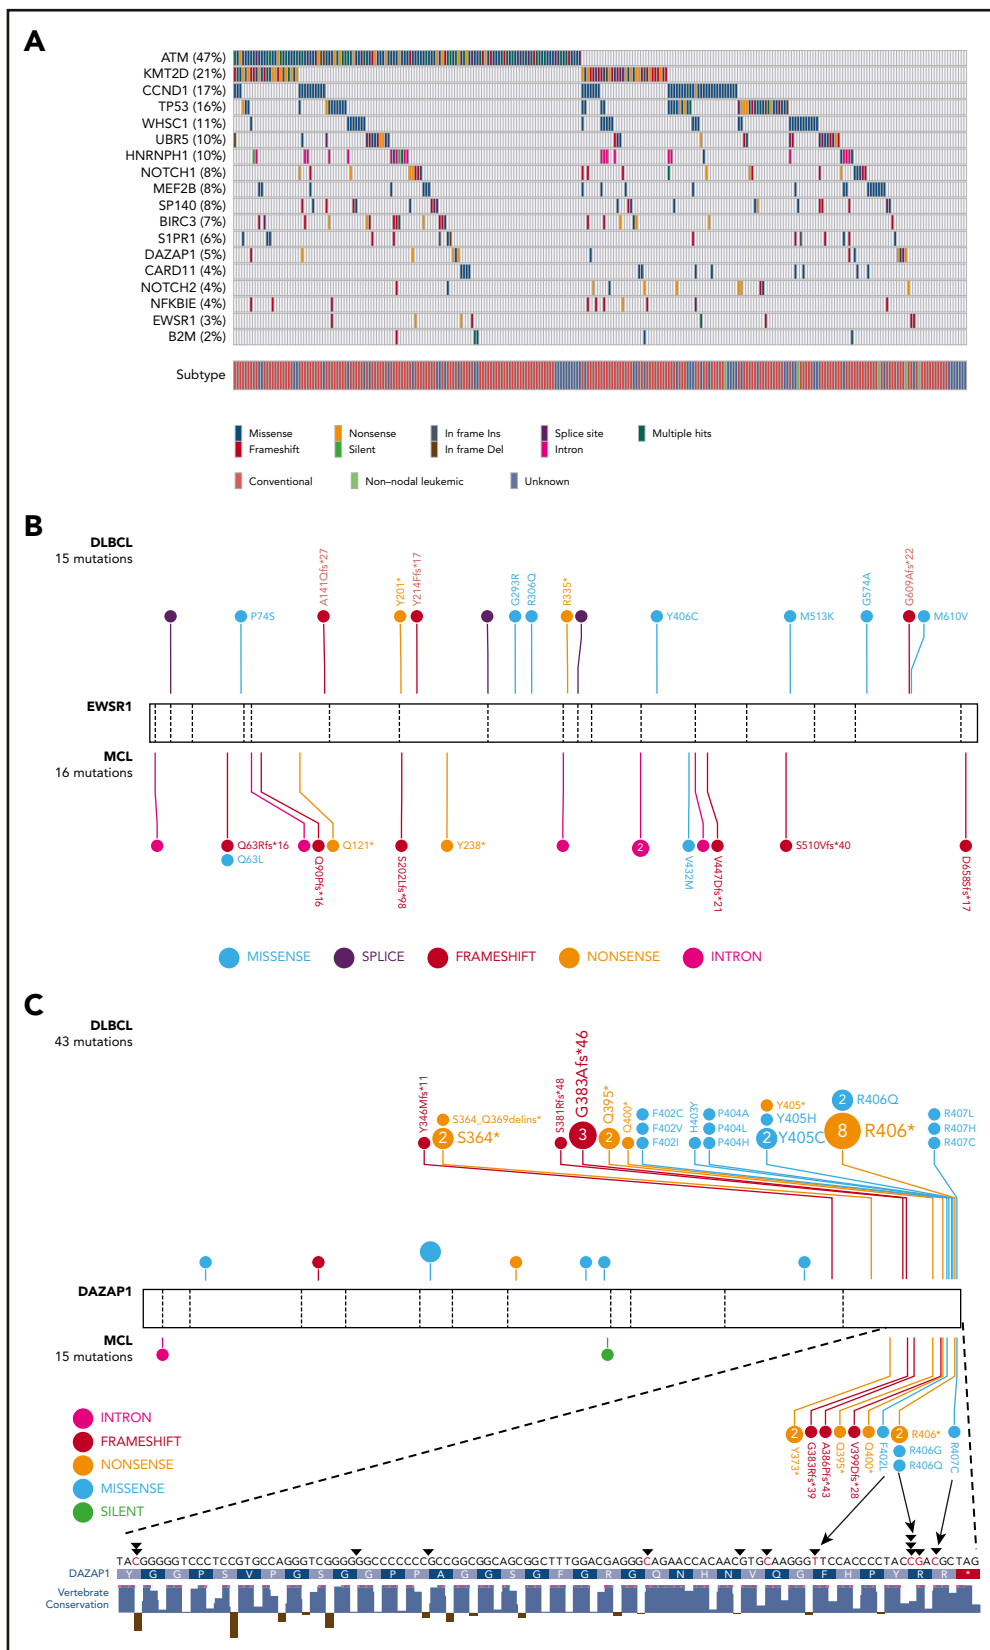 A
ATM (47%)
KMT2D (21%)
CCND1 (17%)
TP53 (16%)
WHSC1 (11%)
UBR5 (10%)
HNRNPH1 (10%)
NOTCH1 (8%)
MEF2B (8%)
SP140 (8%)
BIRC3 (7%)
S1PR1 (6%)
DAZAP1 (5%)
CARD11 (4%)
NOTCH2 (4%)
NFKBIE (4%)
EWSR1 (3%)
B2M (2%)
Subtype
Missense Nonsense In frame Ins Splice site Multiple hits
Frameshift Silent In frame Del Intron
Conventional Non–nodal leukemic Unknown
B
DLBCL
15 mutations
P74S
A141Qfs*27
Y201*
Y214Ffs*17
G293R
R306Q
R335*
Y406C
M513K
G574A
G609Afs*22
M610V
EWSR1
MCL
16 mutations
Q63Rfs*16
Q63L
Q90Pfs*16
Q121*
S202Lfs*98
Y238*
2
V432M
V447Dfs*21
S510Vfs*40
D658Sfs*17
MISSENSE SPLICE FRAMESHIFT NONSENSE INTRON
C
DLBCL
43 mutations
Y346Mfs*11
S364_Q369delins*
2 S364*
S381Rfs*48
3 G383Afs*46
2 Q395*
Q400*
F402C
F402V
F402I
H403Y
P404A
P404L
P404H
Y405*
Y405H
2 Y405C
2 R406Q
8 R406*
R407L
R407H
R407C
DAZAP1
MCL
15 mutations
INTRON
FRAMESHIFT
NONSENSE
MISSENSE
SILENT
2 Y373*
G383Rfs*39
A386Pfs*43
Q395*
V399Dfs*28
Q400*
F402L
2 R406*
R406G
R406Q
R407C
TACGGGGGTCCCTCCGTGCCAGGGTCGGGGGGCCCCCCCGCCGGCGGCAGCGGCTTTGGACGAGGGCAGAACCACAACGTGCAAGGGTTCCACCCCTACCGACGCTAG
DAZAP1 Y G G P S V P G S G G P P A G G S G F G R G Q N H N V Q G F H P Y R R *
Vertebrate
Conservation